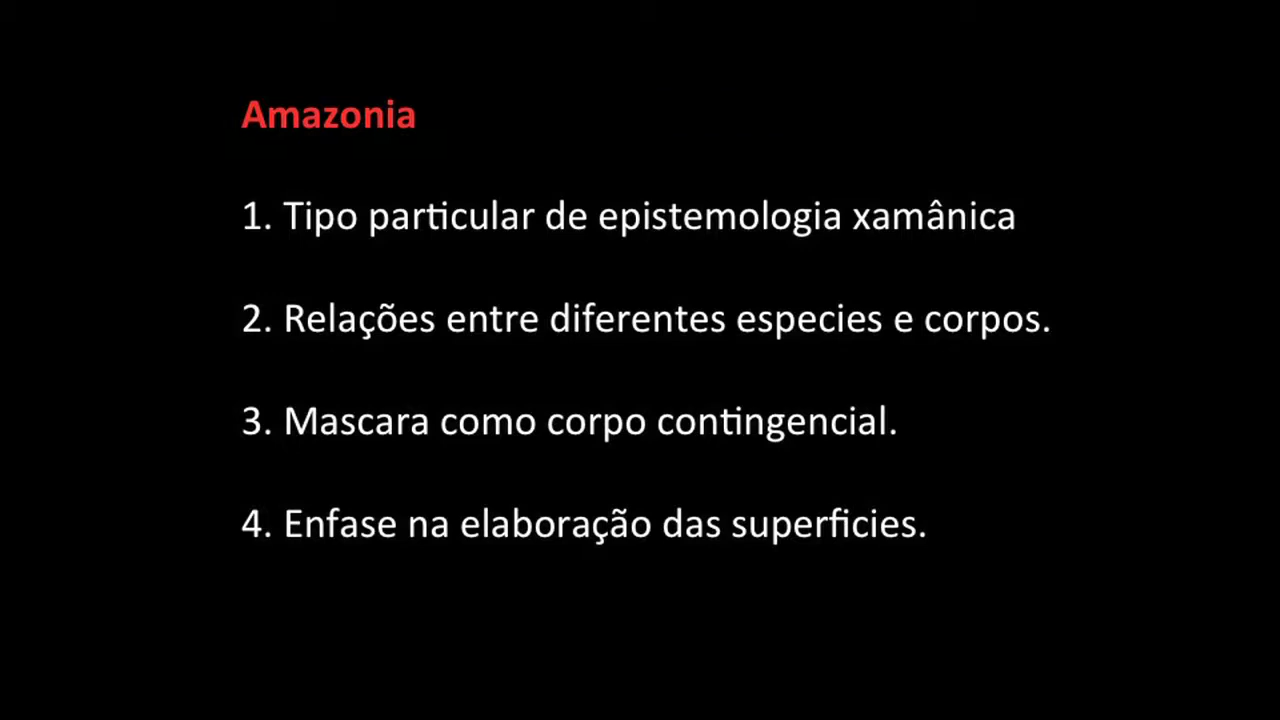 Amazonia
1. Tipo particular de epistemologia xamânica
2. Relações entre diferentes especies e corpos.
3. Mascara como corpo contingencial.
4. Enfase na elaboração das superficies.